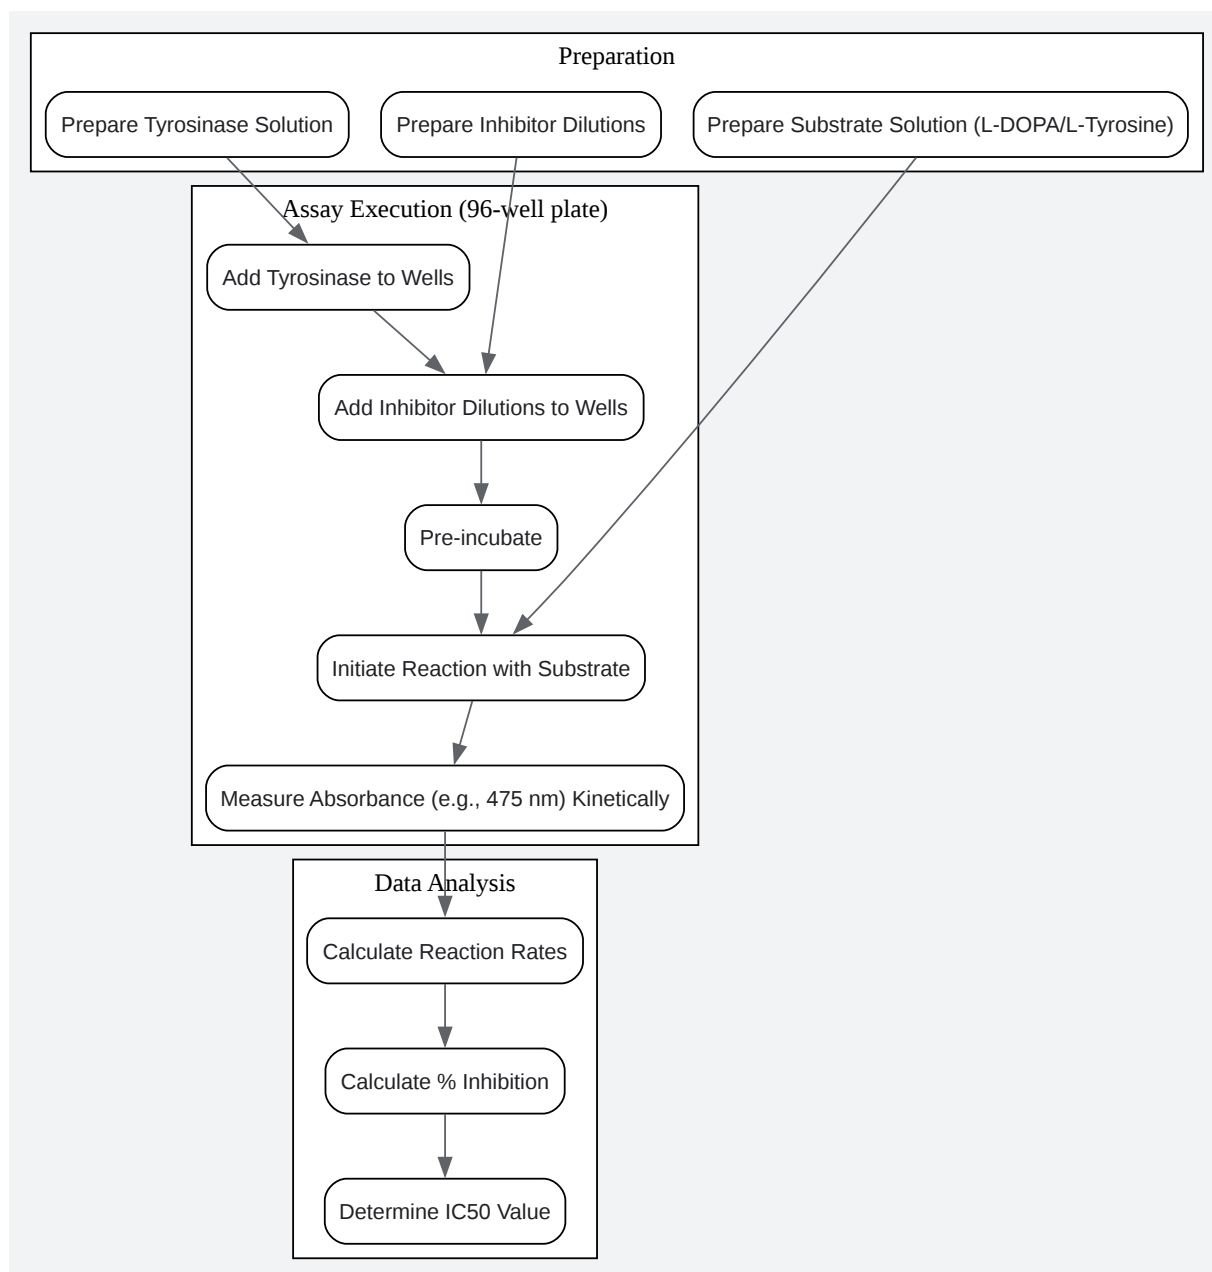 Preparation
Prepare Tyrosinase Solution
Prepare Inhibitor Dilutions
Prepare Substrate Solution (L-DOPA/L-Tyrosine)
Assay Execution (96-well plate)
Add Tyrosinase to Wells
Add Inhibitor Dilutions to Wells
Pre-incubate
Initiate Reaction with Substrate
Measure Absorbance (e.g., 475 nm) Kinetically
Data Analysis
Calculate Reaction Rates
Calculate % Inhibition
Determine IC50 Value